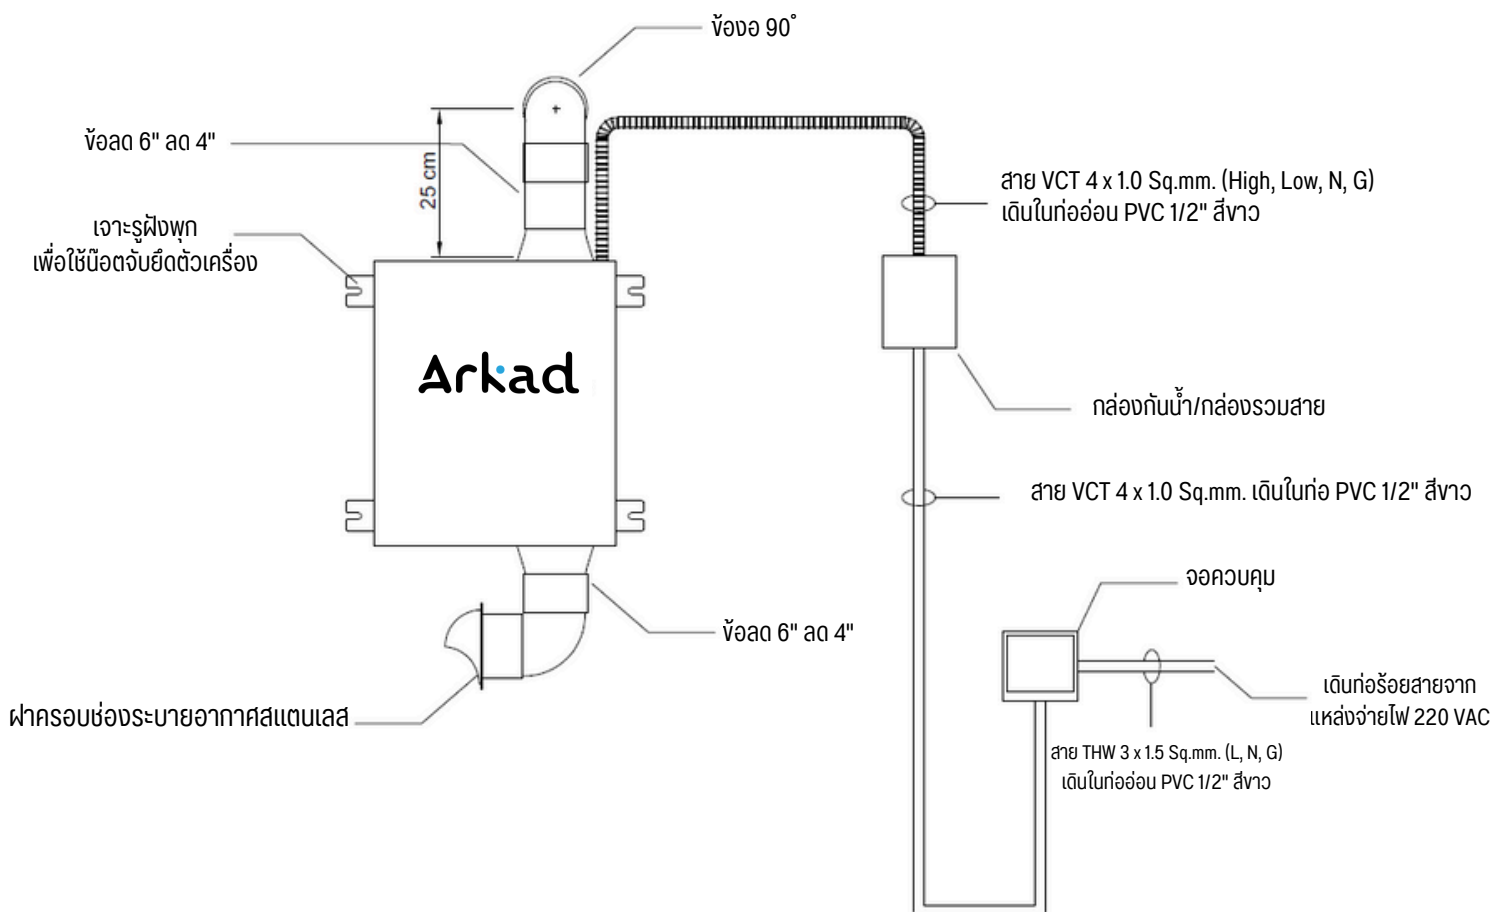 ข้องอ 90˚
ข้อลด 6" ลด 4"
25 cm
สาย VCT 4 x 1.0 Sq.mm. (High, Low, N, G)
เดินในท่ออ่อน PVC 1/2" สีขาว
เจาะรูฝังพุก
เพื่อใช้น๊อตจับยึดตัวเครื่อง
Arkad
กล่องกันน้ำ/กล่องรวมสาย
สาย VCT 4 x 1.0 Sq.mm. เดินในท่อ PVC 1/2" สีขาว
จอควบคุม
ข้อลด 6" ลด 4"
เดินท่อร้อยสายจาก
แหล่งจ่ายไฟ 220 VAC
ฝาครอบช่องระบายอากาศสแตนเลส
สาย THW 3 x 1.5 Sq.mm. (L, N, G)
เดินในท่ออ่อน PVC 1/2" สีขาว